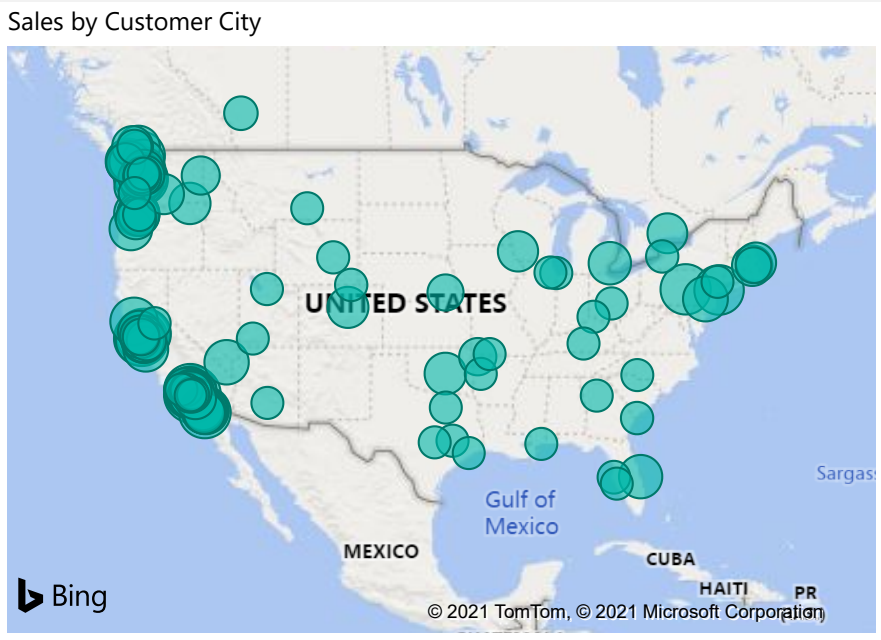 Sales by Customer City
UNITED STATES
Sargass
Gulf of
Mexico
MEXICO
CUBA
HAITI
PR
Bing
© 2021 TomTom, © 2021 Microsoft Corporation